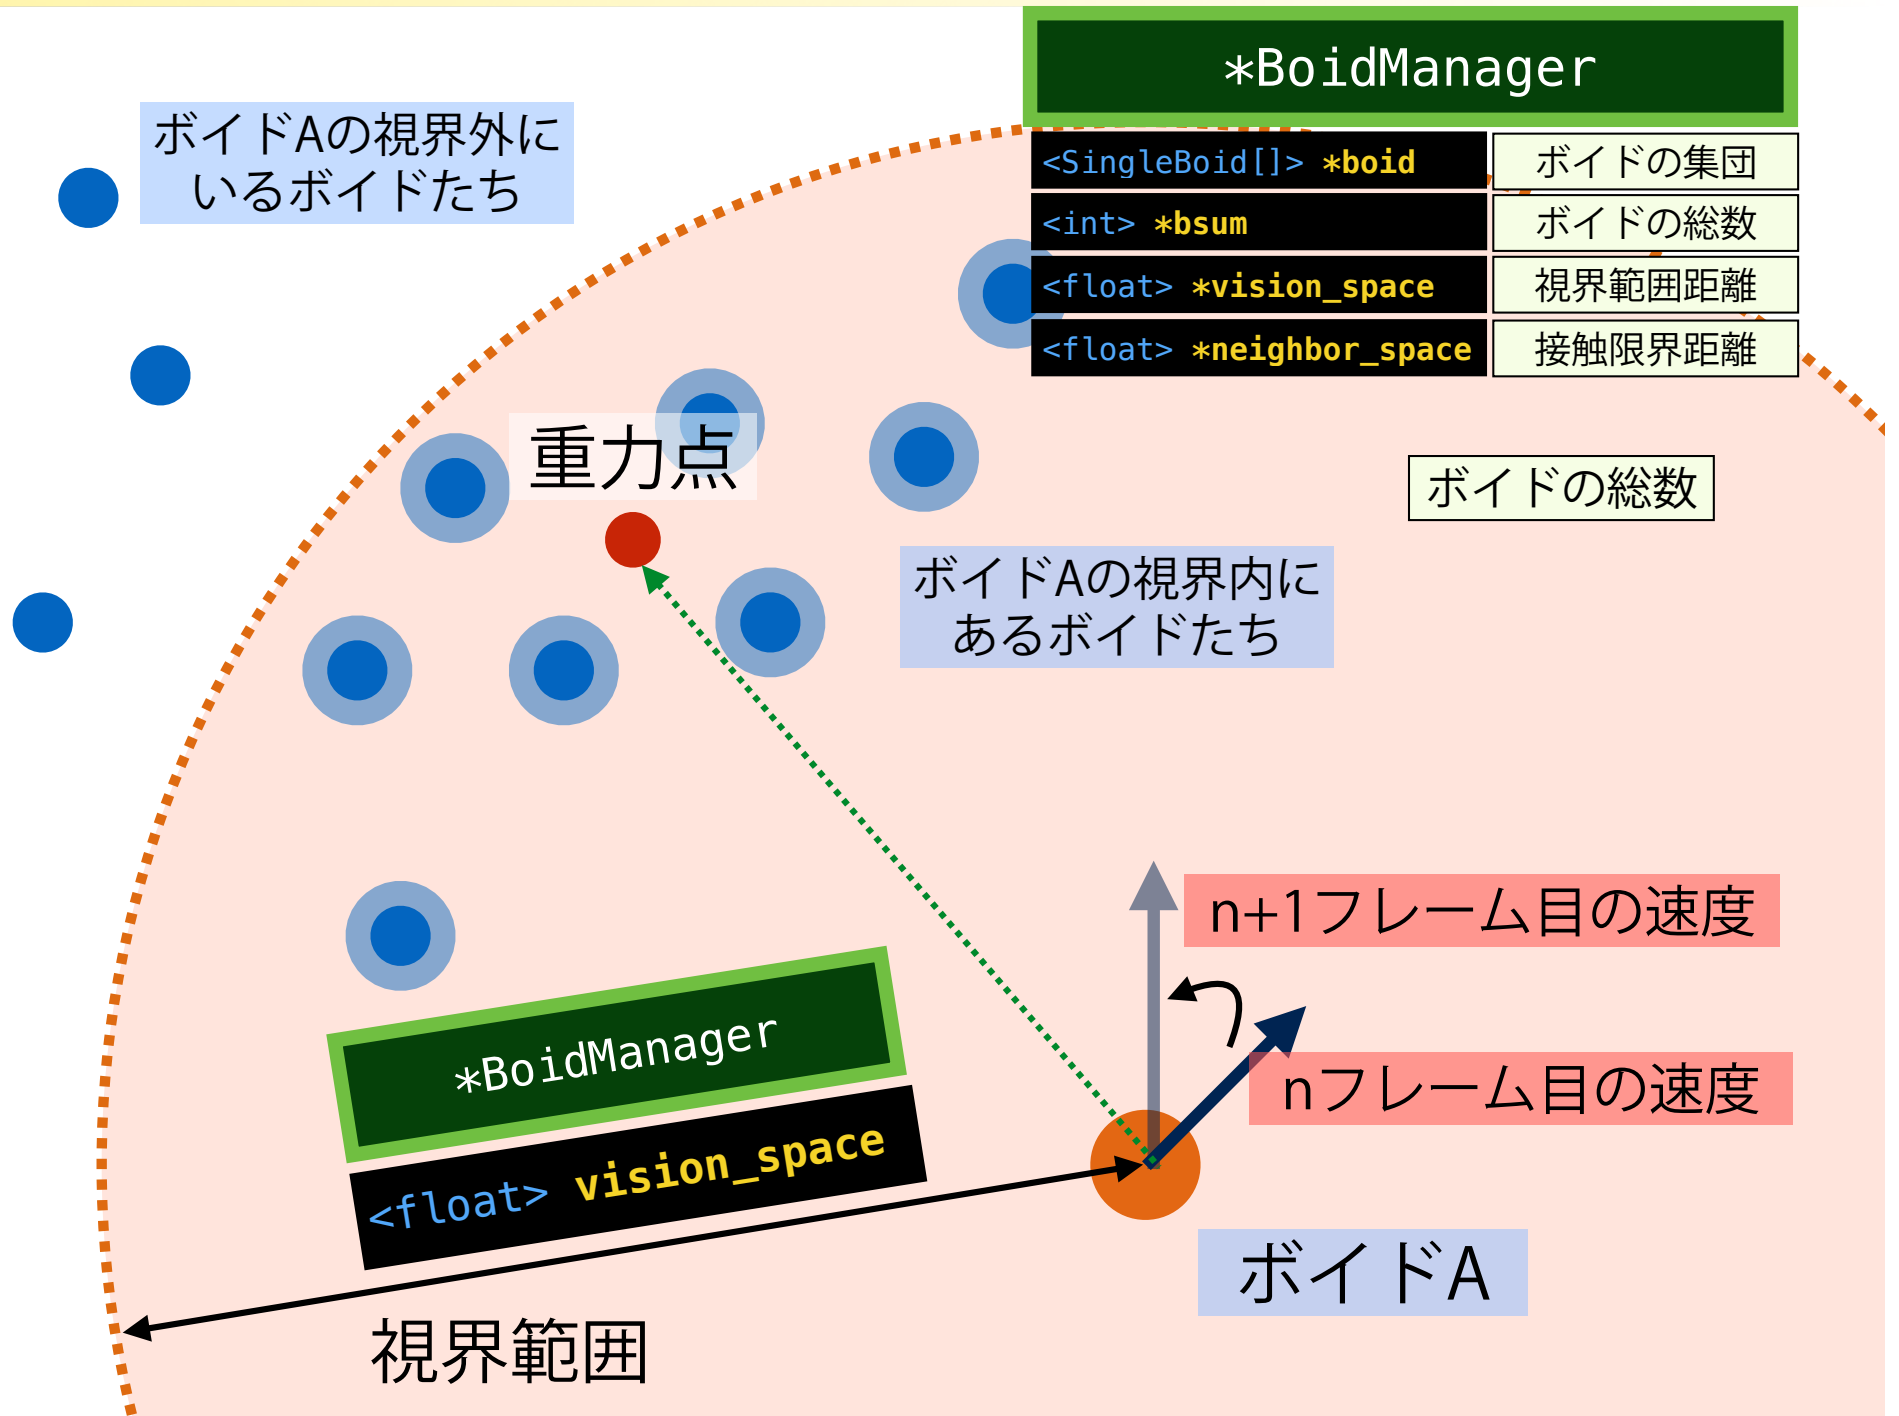 *BoidManager
<SingleBoid[]> *boid
ボイドの集団
<int> *bsum
ボイドの総数
<float> *vision_space
視界範囲距離
<float> *neighbor_space
接触限界距離
ボイドAの視界外に
いるボイドたち
重力点
ボイドの総数
ボイドAの視界内に
あるボイドたち
n+1フレーム目の速度
nフレーム目の速度
*BoidManager
<float> vision_space
ボイドA
視界範囲